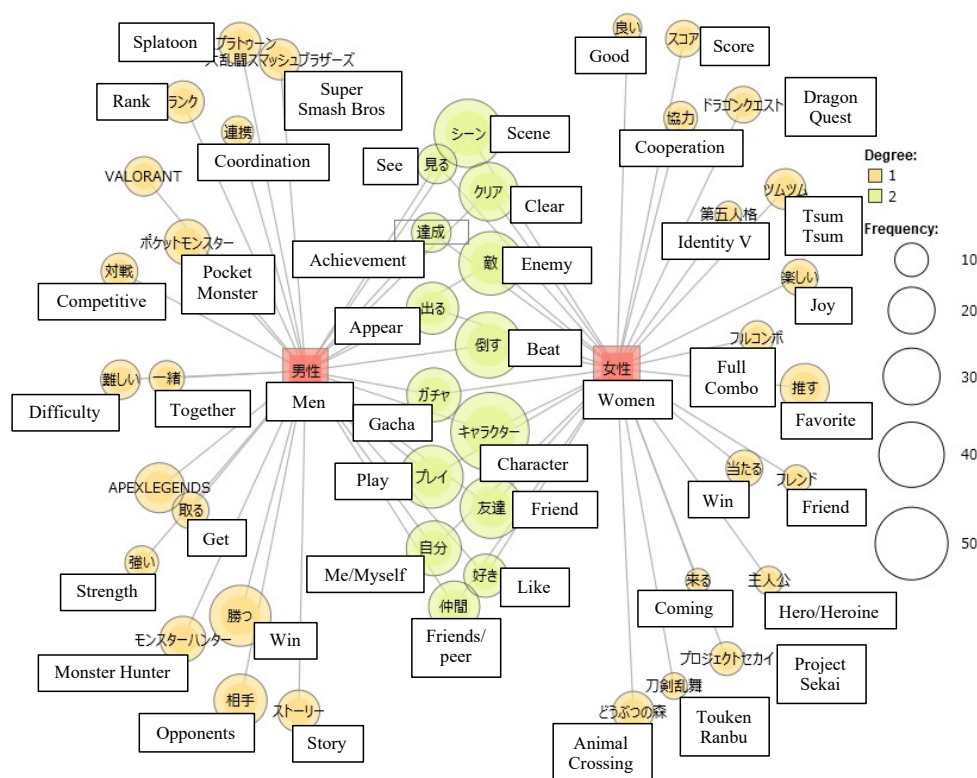 スプラトゥーン
Splatoon
大乱闘スマッシュブラザーズ
Super
Smash Bros
ランク
Rank
連携
Coordination
VALORANT
ポケットモンスター
Pocket
Monster
対戦
Competitive
難しい
Difficulty
一緒
Together
男性
Men
APEXLEGENDS
取る
Get
強い
Strength
勝つ
Win
モンスターハンター
Monster Hunter
相手
Opponents
ストーリー
Story
シーン
Scene
見る
See
クリア
Clear
達成
Achievement
敵
Enemy
出る
Appear
倒す
Beat
ガチャ
Gacha
キャラクター
Character
プレイ
Play
友達
Friend
自分
Me/Myself
好き
Like
仲間
Friends/
peer
良い
Good
スコア
Score
ドラゴンクエスト
Dragon
Quest
協力
Cooperation
ツムツム
Tsum
Tsum
第五人格
Identity V
楽しい
Joy
フルコンボ
Full
Combo
女性
Women
推す
Favorite
当たる
Win
フレンド
Friend
来る
Coming
主人公
Hero/Heroine
プロジェクトセカイ
Project
Sekai
刀剣乱舞
Touken
Ranbu
どうぶつの森
Animal
Crossing
Degree:
1
2
Frequency:
10
20
30
40
50